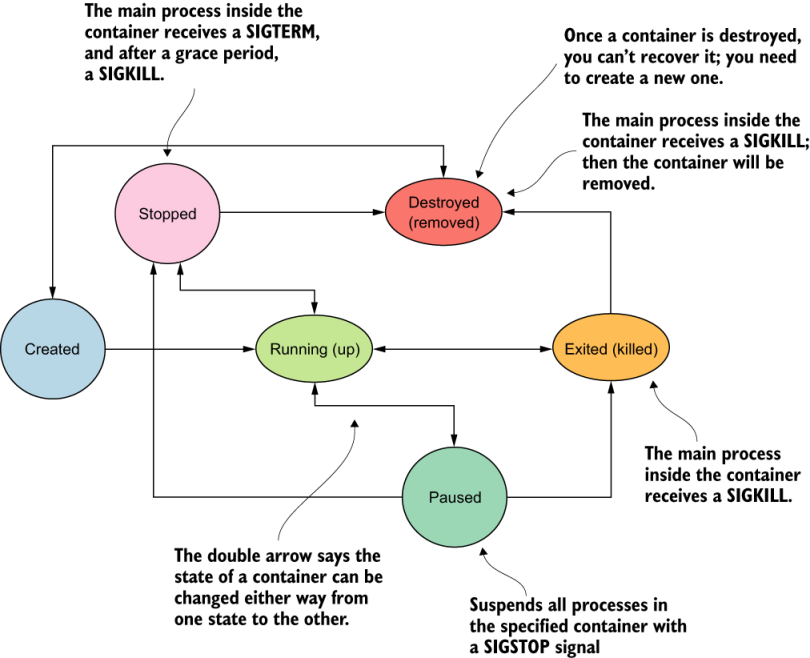 The main process inside the
container receives a SIGTERM,
and after a grace period,
a SIGKILL.
Once a container is destroyed,
you can't recover it; you need
to create a new one.
The main process inside the
container receives a SIGKILL;
then the container will be
removed.
Stopped
Destroyed
(removed)
Created
Running (up)
Exited (killed)
The main process
inside the container
receives a SIGKILL.
Paused
The double arrow says the
state of a container can be
changed either way from
one state to the other.
Suspends all processes in
the specified container with
a SIGSTOP signal